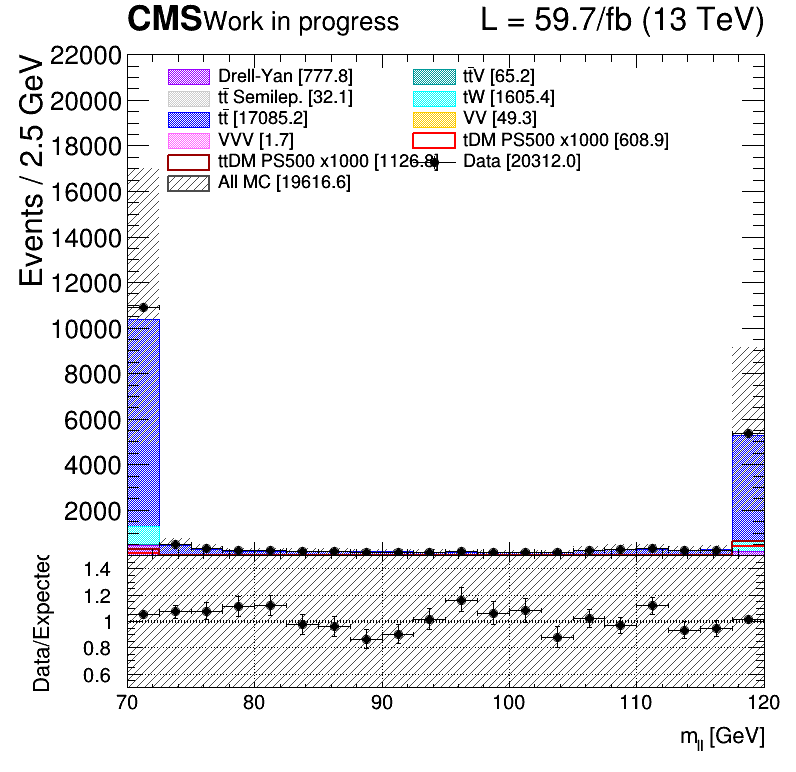 CMS Work in progress L = 59.7/fb (13 TeV)
Events / 2.5 GeV
22000
20000
18000
16000
14000
12000
10000
8000
6000
4000
2000
Drell-Yan [777.8]
tt̄V [65.2]
tt̄ Semilep. [32.1]
tW [1605.4]
tt̄ [17085.2]
VV [49.3]
VVV [1.7]
tDM PS500 x1000 [608.9]
ttDM PS500 x1000 [1126.8]
Data [20312.0]
All MC [19616.6]
Data/Expected
1.4
1.2
1
0.8
0.6
70 80 90 100 110 120
m_ll [GeV]